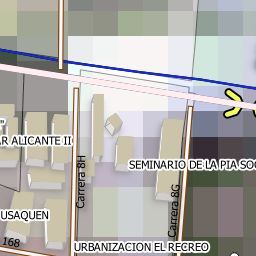 "
AR ALICANTE II
Carrera 8H
SEMINARIO DE LA PIA SOC
Carrera 8G
USAQUEN
168
URBANIZACION EL RECREO